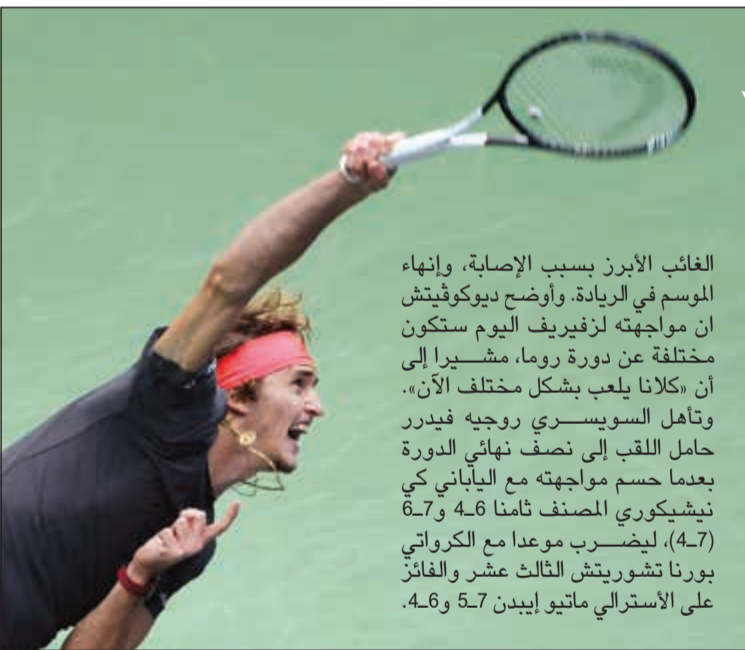 الغائب الأبرز بسبب الإصابة، وإنهاء
الموسم في الريادة. وأوضح ديوكوڤيتش
ان مواجهته لزفيريف اليوم ستكون
مختلفة عن دورة روما، مشـــيرا إلى
أن «كلانا يلعب بشكل مختلف الآن».
وتأهل السويســـري روجيه فيدرر
حامل اللقب إلى نصف نهائي الدورة
بعدما حسم مواجهته مع الياباني كي
نيشيكوري المصنف ثامنا 6ـ4 و7ـ6
(7ـ4)، ليضـــرب موعدا مع الكرواتي
بورنا تشوريتش الثالث عشر والفائز
على الأسترالي ماتيو إيبدن 7ـ5 و6ـ4.